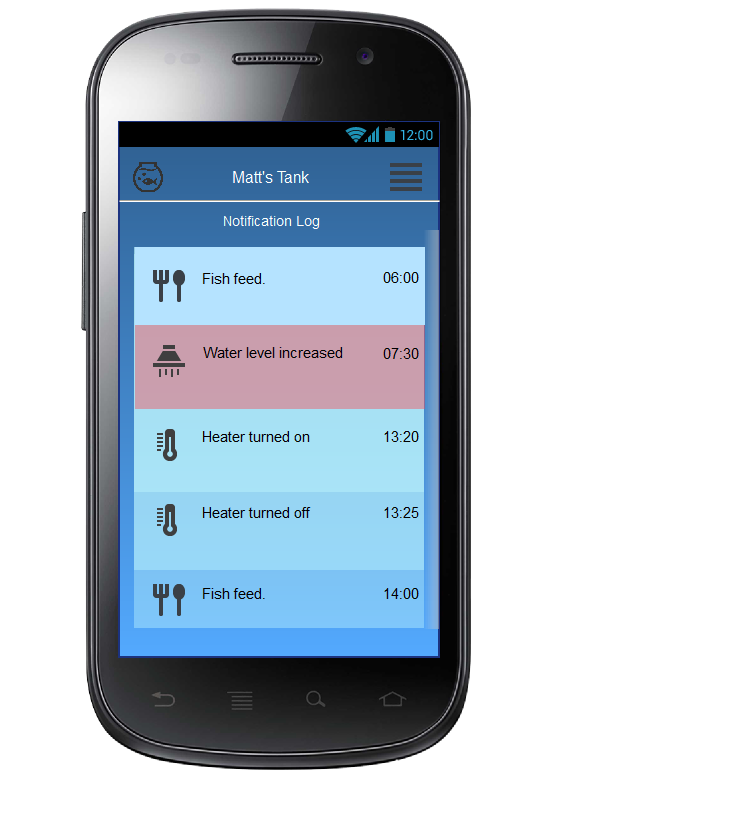 12:00
Matt's Tank
Notification Log
Fish feed. 06:00
Water level increased 07:30
Heater turned on 13:20
Heater turned off 13:25
Fish feed. 14:00